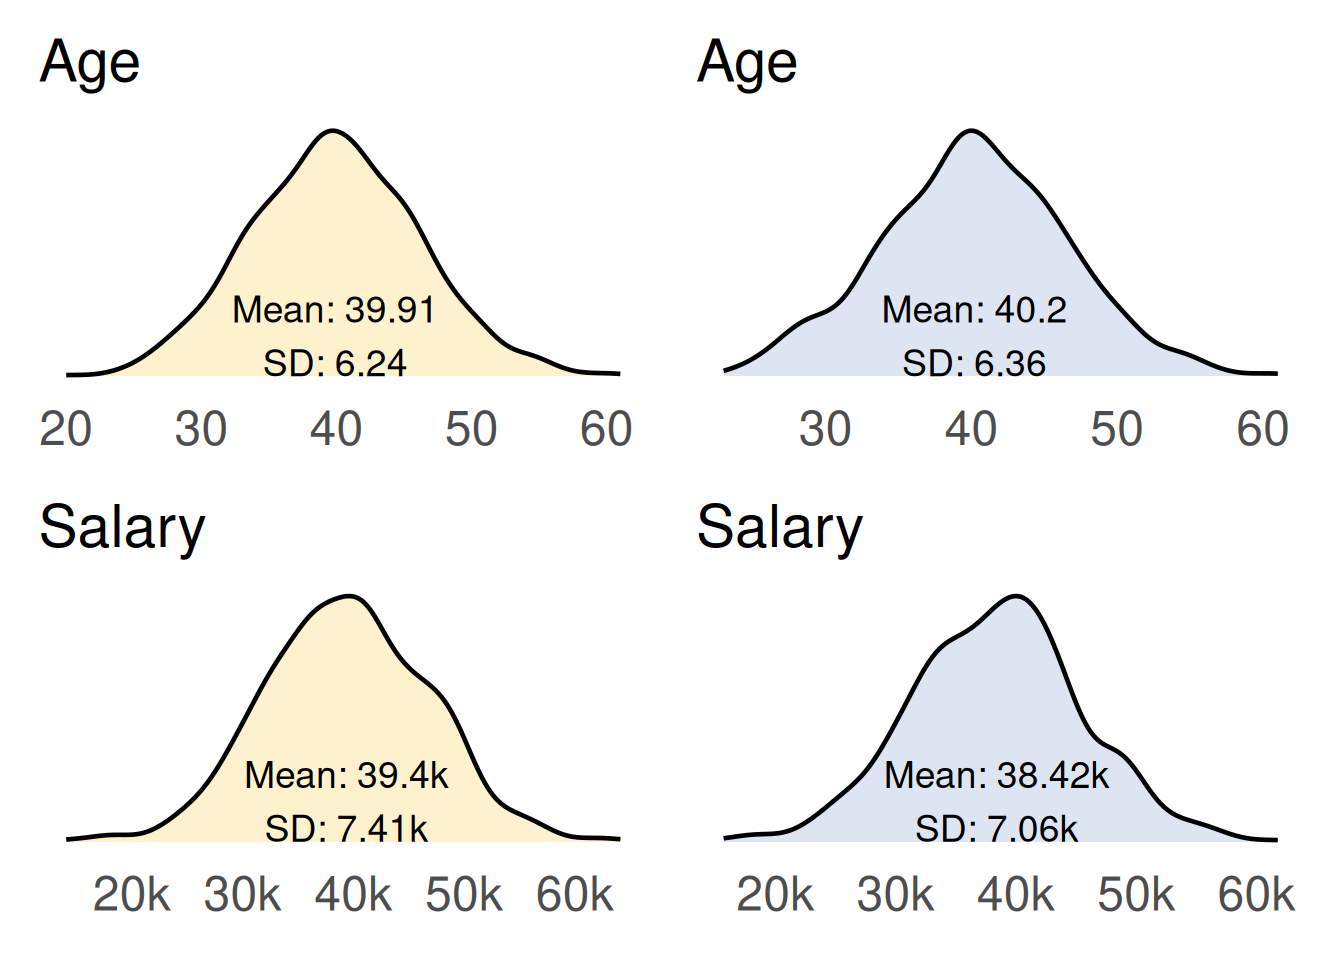 Age
Mean: 39.91
SD: 6.24
20 30 40 50 60
Age
Mean: 40.2
SD: 6.36
30 40 50 60
Salary
Mean: 39.4k
SD: 7.41k
20k 30k 40k 50k 60k
Salary
Mean: 38.42k
SD: 7.06k
20k 30k 40k 50k 60k